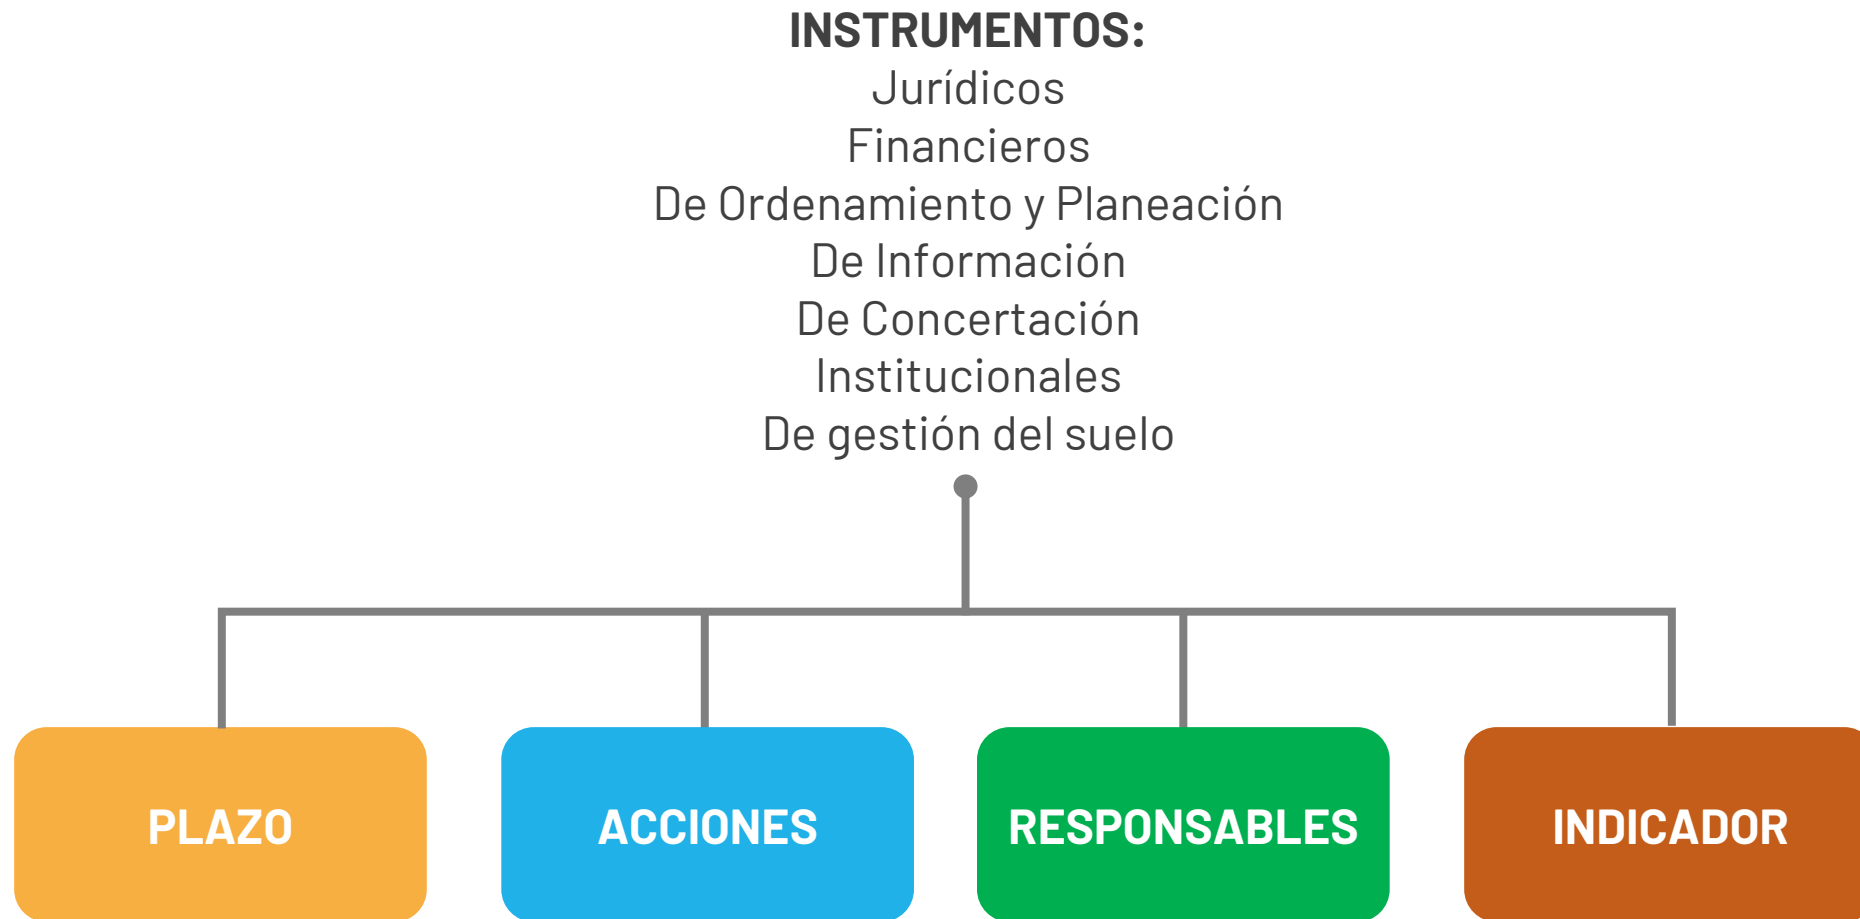 INSTRUMENTOS:
Jurídicos
Financieros
De Ordenamiento y Planeación
De Información
De Concertación
Institucionales
De gestión del suelo
PLAZO
ACCIONES
RESPONSABLES
INDICADOR